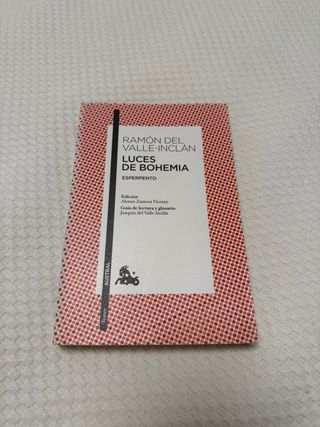 RAMÓN DEL
VALLE-INCLÁN
LUCES
DE BOHEMIA
ESPERPENTO
Edición
Alonso Zamora Vicente
Guía de lectura y glosario
Joaquín del Valle-Inclán
AUSTRAL
Teatro